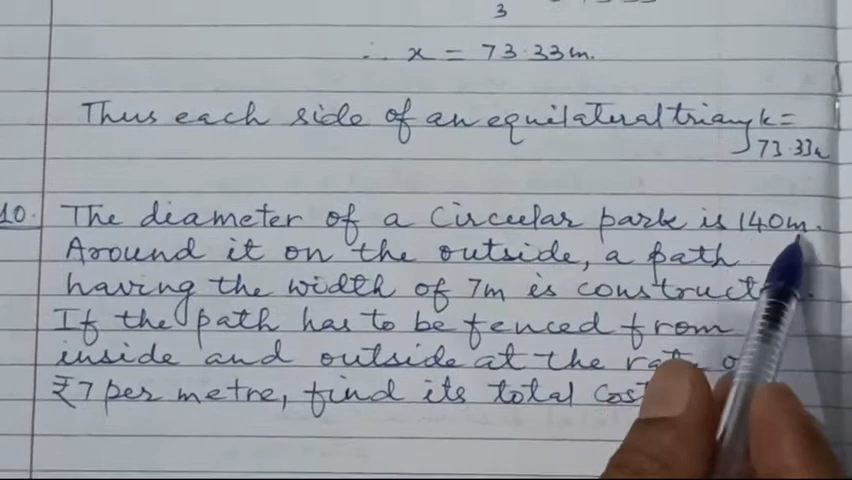 3
∴ x = 73.33m.
Thus each side of an equilateral triangle =
73.33m
10. The diameter of a circular park is 140m.
Around it on the outside, a path
having the width of 7m is construct
If the path has to be fenced from
inside and outside at the rate o
₹7 per metre, find its total cost